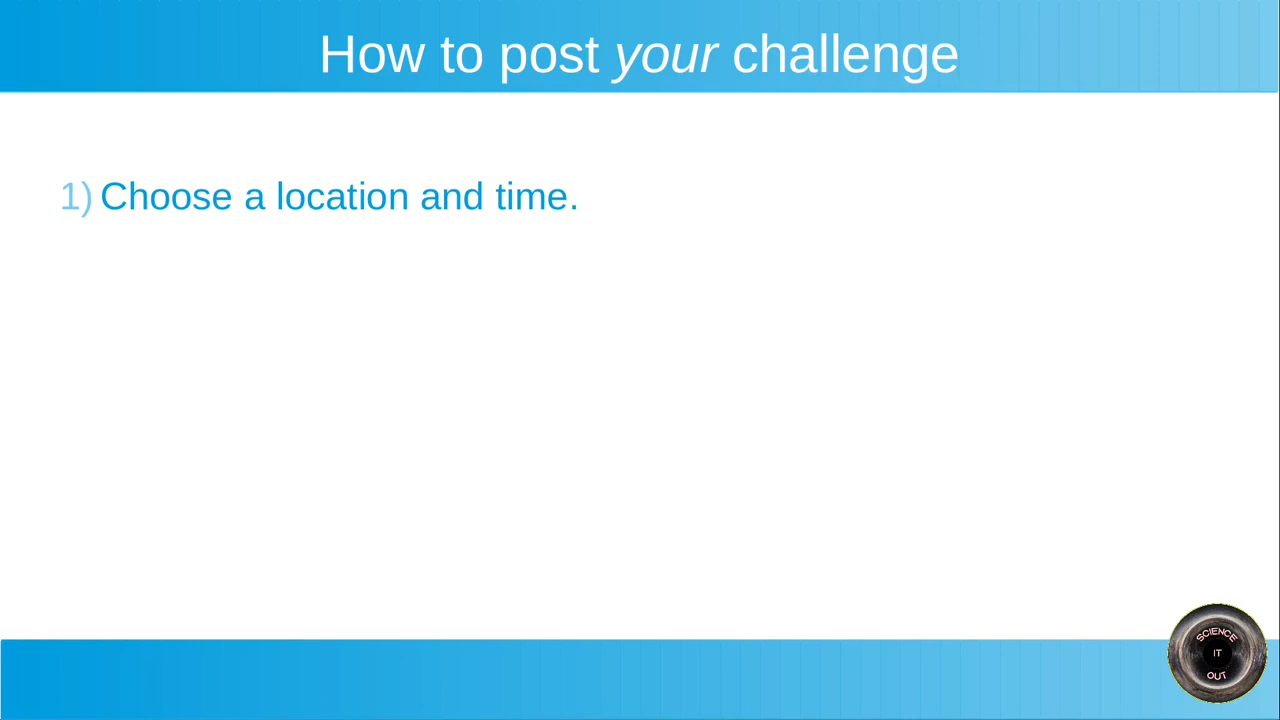 How to post your challenge
1) Choose a location and time.
SCIENCE
IT
OUT